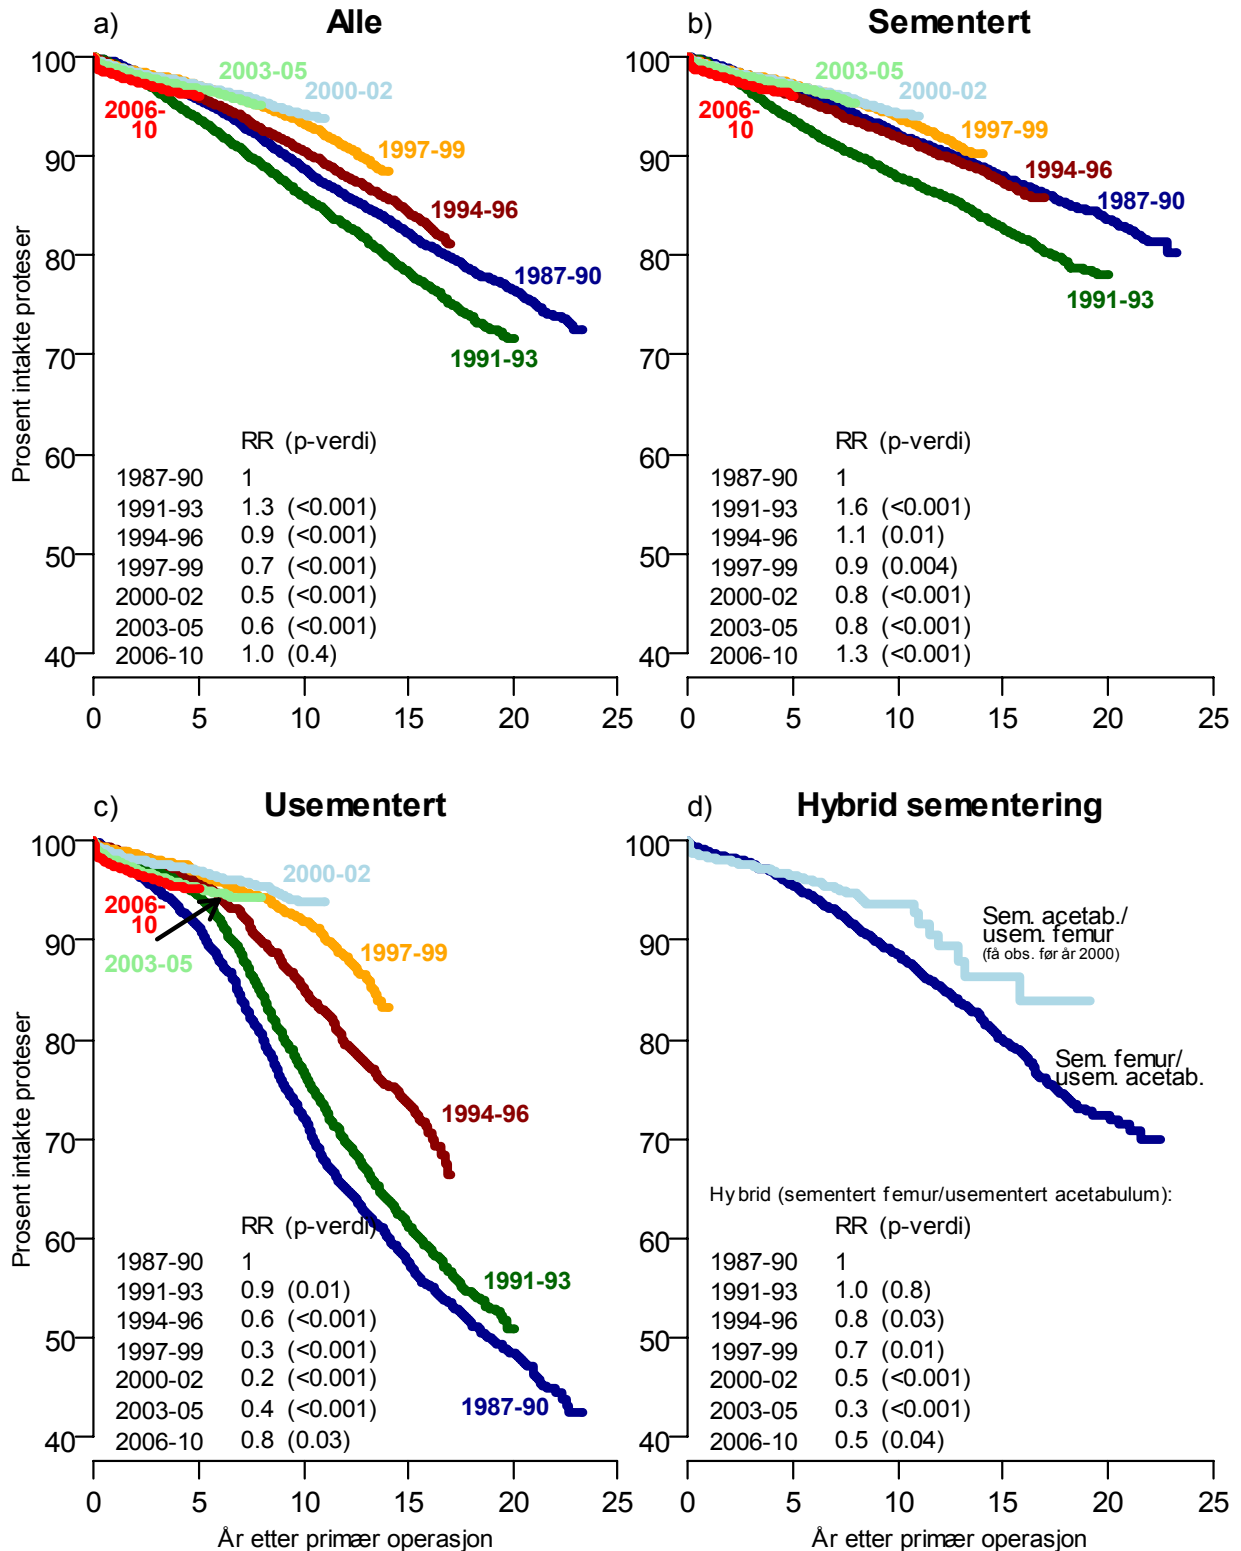 a) Alle
100
90
80
70
60
50
40
Prosent intakte proteser
2003-05
2000-02
2006-
10
1997-99
1994-96
1987-90
1991-93
RR (p-verdi)
1987-90 1
1991-93 1.3 (<0.001)
1994-96 0.9 (<0.001)
1997-99 0.7 (<0.001)
2000-02 0.5 (<0.001)
2003-05 0.6 (<0.001)
2006-10 1.0 (0.4)
0 5 10 15 20 25
b) Sementert
100
90
80
70
60
50
40
2003-05
2000-02
2006-
10
1997-99
1994-96
1987-90
1991-93
RR (p-verdi)
1987-90 1
1991-93 1.6 (<0.001)
1994-96 1.1 (0.01)
1997-99 0.9 (0.004)
2000-02 0.8 (<0.001)
2003-05 0.8 (<0.001)
2006-10 1.3 (<0.001)
0 5 10 15 20 25
c) Usementert
100
90
80
70
60
50
40
Prosent intakte proteser
2000-02
2006-
10
2003-05
1997-99
1994-96
1991-93
1987-90
RR (p-verdi)
1987-90 1
1991-93 0.9 (0.01)
1994-96 0.6 (<0.001)
1997-99 0.3 (<0.001)
2000-02 0.2 (<0.001)
2003-05 0.4 (<0.001)
2006-10 0.8 (0.03)
0 5 10 15 20 25
År etter primær operasjon
d) Hybrid sementering
100
90
80
70
60
50
40
Sem. acetab./
usem. femur
(få obs. før år 2000)
Sem. femur/
usem. acetab.
Hybrid (sementert femur/usementert acetabulum):
RR (p-verdi)
1987-90 1
1991-93 1.0 (0.8)
1994-96 0.8 (0.03)
1997-99 0.7 (0.01)
2000-02 0.5 (<0.001)
2003-05 0.3 (<0.001)
2006-10 0.5 (0.04)
0 5 10 15 20 25
År etter primær operasjon